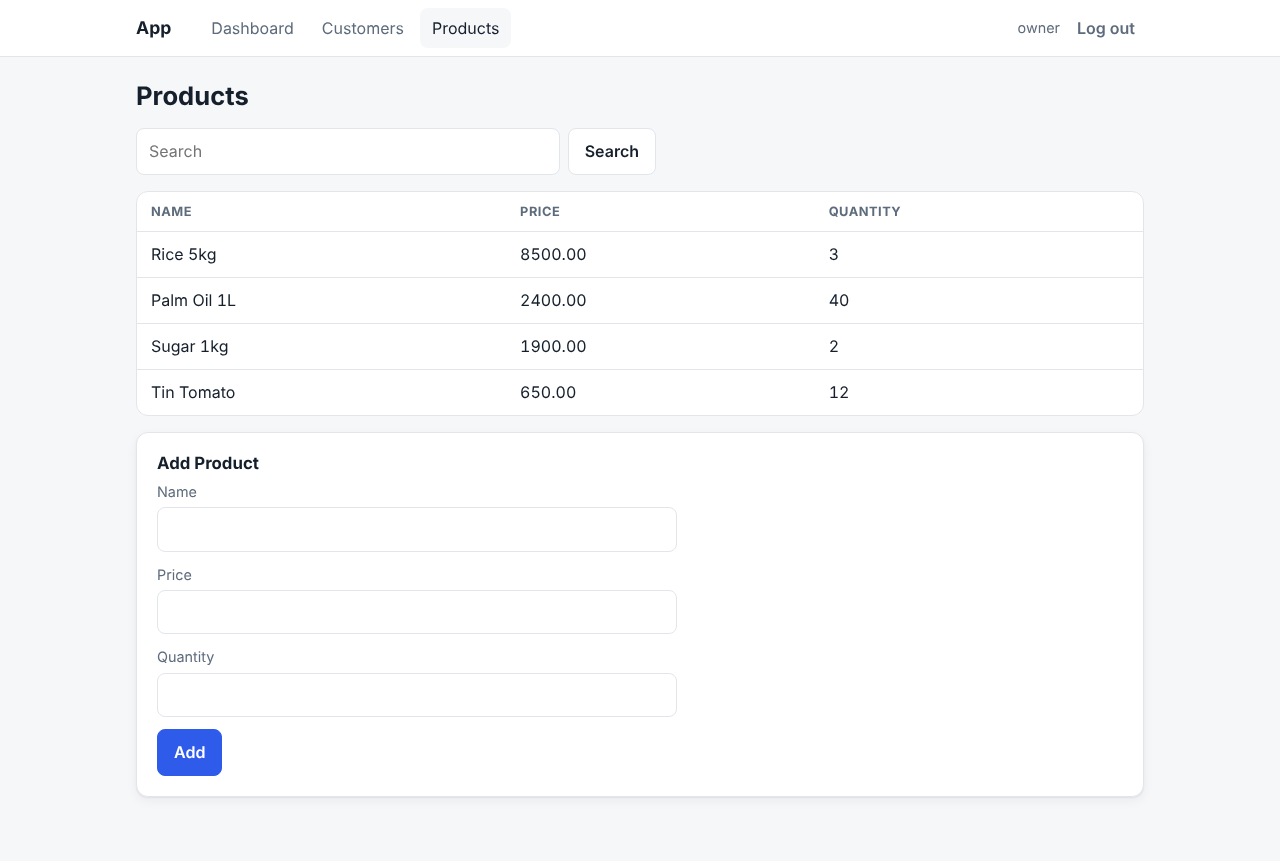 App Dashboard Customers Products owner Log out
Products
Search Search
NAME PRICE QUANTITY
Rice 5kg 8500.00 3
Palm Oil 1L 2400.00 40
Sugar 1kg 1900.00 2
Tin Tomato 650.00 12
Add Product
Name
Price
Quantity
Add